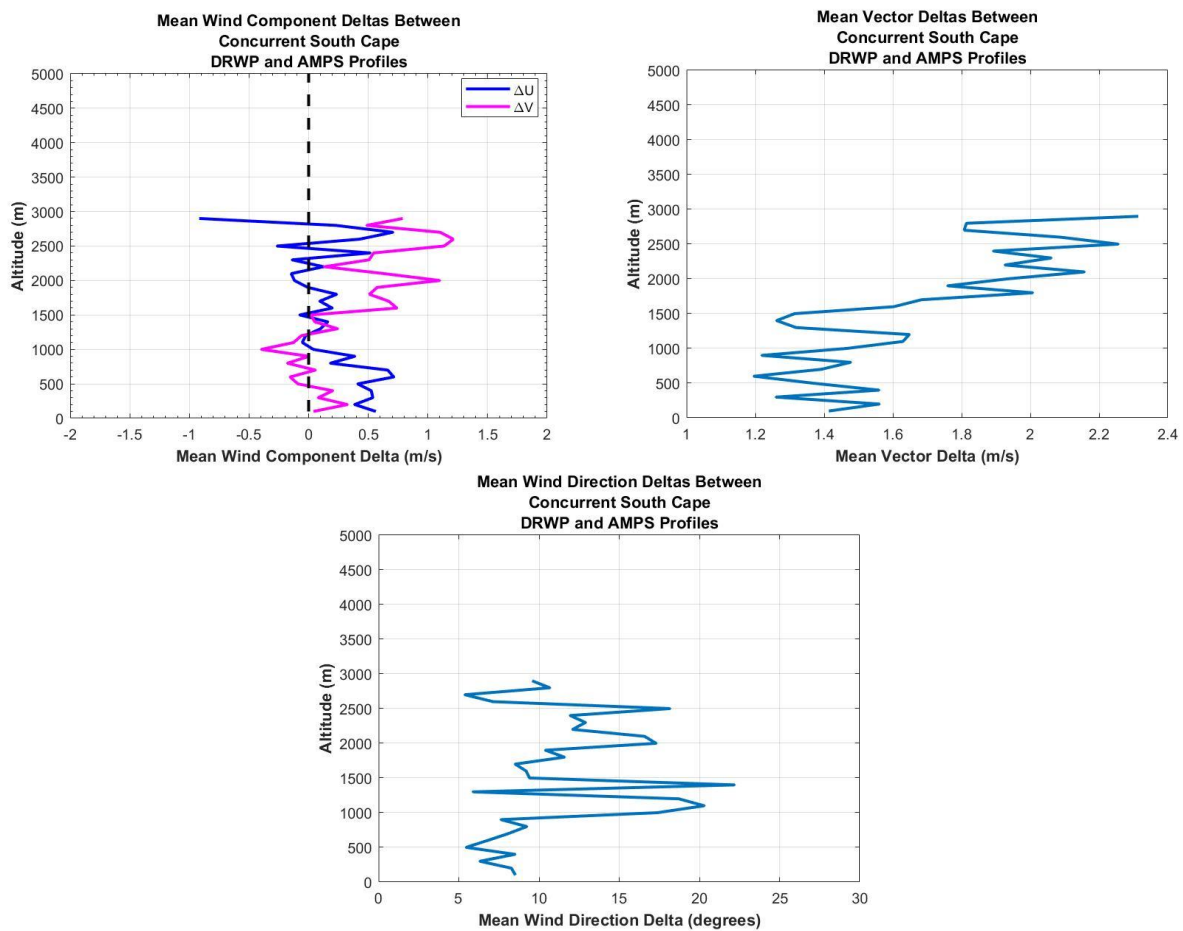 Mean Wind Component Deltas Between
Concurrent South Cape
DRWP and AMPS Profiles
5000
4500
4000
3500
3000
2500
2000
1500
1000
500
0
Altitude (m)
ΔU
ΔV
-2 -1.5 -1 -0.5 0 0.5 1 1.5 2
Mean Wind Component Delta (m/s)
Mean Vector Deltas Between
Concurrent South Cape
DRWP and AMPS Profiles
5000
4500
4000
3500
3000
2500
2000
1500
1000
500
0
Altitude (m)
1 1.2 1.4 1.6 1.8 2 2.2 2.4
Mean Vector Delta (m/s)
Mean Wind Direction Deltas Between
Concurrent South Cape
DRWP and AMPS Profiles
5000
4500
4000
3500
3000
2500
2000
1500
1000
500
0
Altitude (m)
0 5 10 15 20 25 30
Mean Wind Direction Delta (degrees)